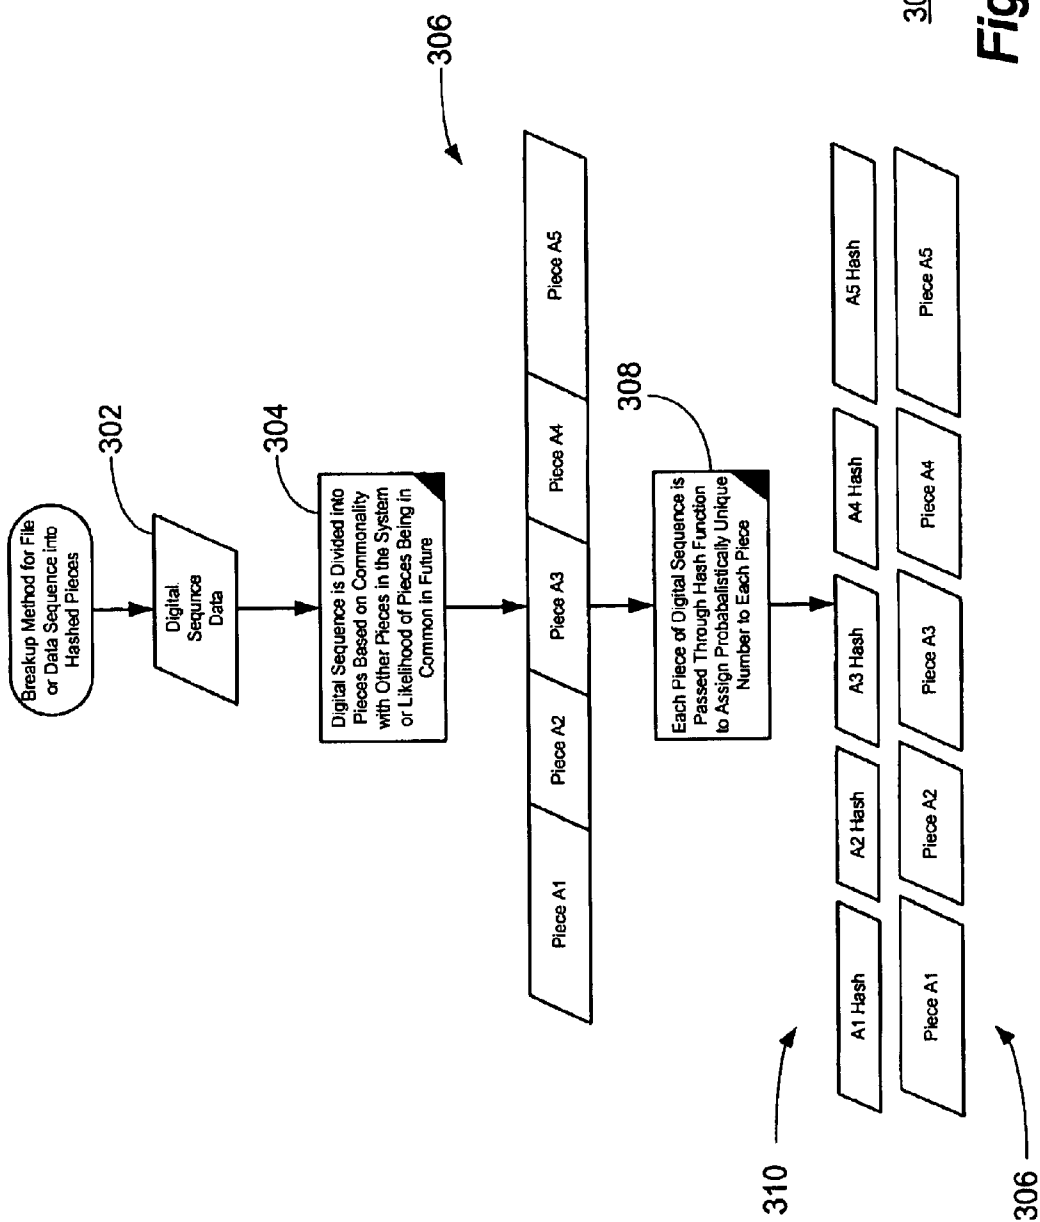 Breakup Method for File
or Data Sequence into
Hashed Pieces
302
Digital
Sequnce
Data
304
Digital Sequence is Divided into
Pieces Based on Commonality
with Other Pieces in the System
or Likelihood of Pieces Being in
Common in Future
306
Piece A1
Piece A2
Piece A3
Piece A4
Piece A5
308
Each Piece of Digital Sequence is
Passed Through Hash Function
to Assign Probabalistically Unique
Number to Each Piece
310
A1 Hash
A2 Hash
A3 Hash
A4 Hash
A5 Hash
Piece A1
Piece A2
Piece A3
Piece A4
Piece A5
306